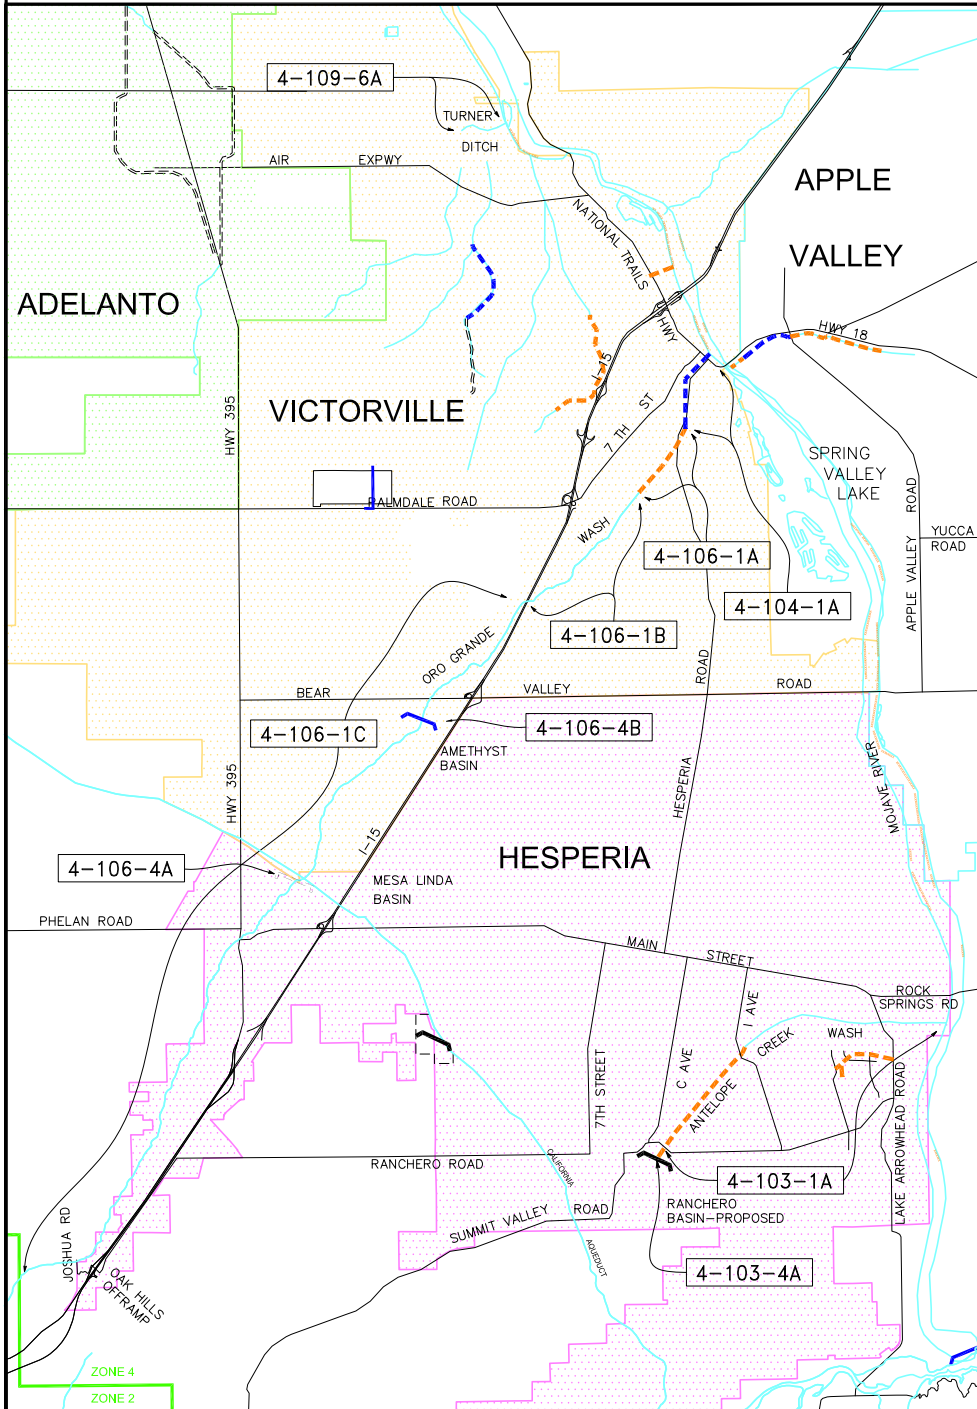 4-109-6A
TURNER
DITCH
AIR EXPWY
APPLE
VALLEY
NATIONAL TRAILS
HWY
ADELANTO
HWY 18
I-15
VICTORVILLE
HWY 395
7 TH ST
SPRING
VALLEY
LAKE
PALMDALE ROAD
APPLE VALLEY ROAD
YUCCA
ROAD
WASH
4-106-1A
4-104-1A
4-106-1B
ORO GRANDE
ROAD
BEAR VALLEY ROAD
4-106-1C
4-106-4B
AMETHYST
BASIN
HWY 395
HESPERIA
MOJAVE RIVER
I-15
HESPERIA
4-106-4A
MESA LINDA
BASIN
PHELAN ROAD
MAIN STREET
ROCK
SPRINGS RD
I AVE
CREEK
WASH
7TH STREET
C AVE
ANTELOPE
LAKE ARROWHEAD ROAD
RANCHERO ROAD
CALIFORNIA
4-103-1A
RANCHERO
BASIN-PROPOSED
SUMMIT VALLEY ROAD
JOSHUA RD
AQUEDUCT
4-103-4A
OAK HILLS
OFFRAMP
ZONE 4
ZONE 2